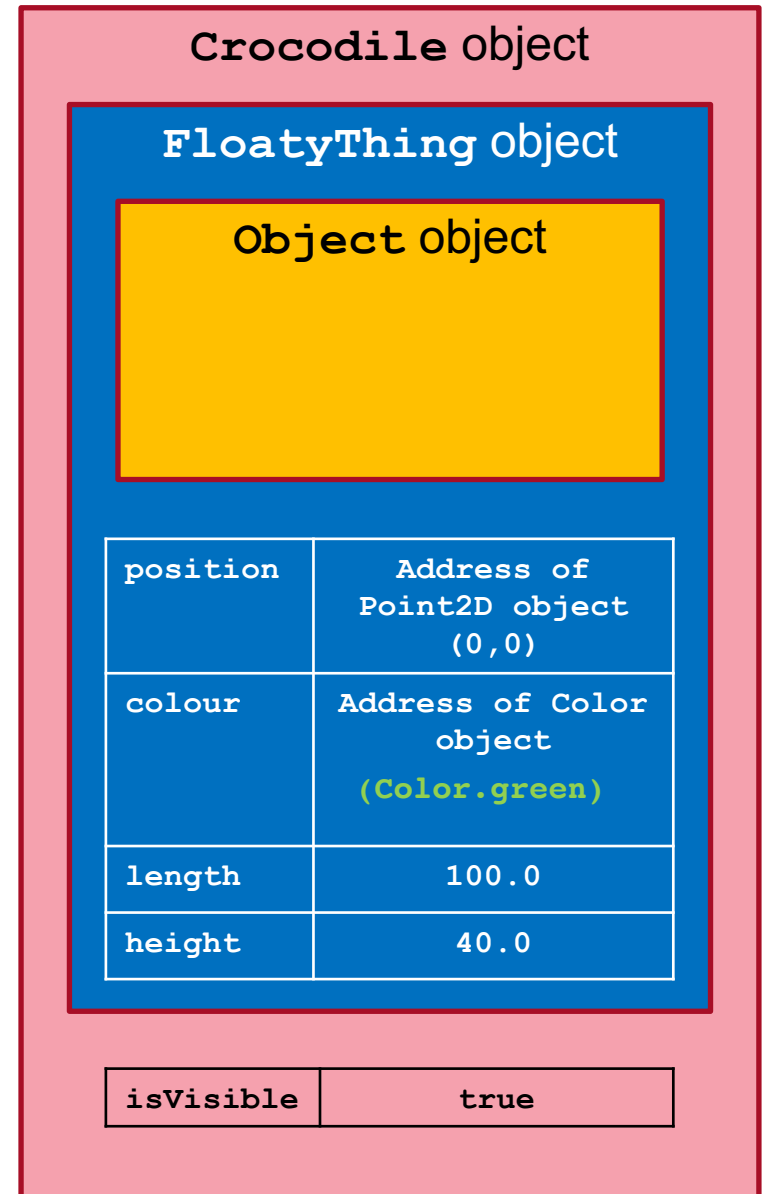 Crocodile object
FloatyThing object
Object object
position
Address of
Point2D object
(0,0)
colour
Address of Color
object
(Color.green)
length
100.0
height
40.0
isVisible
true